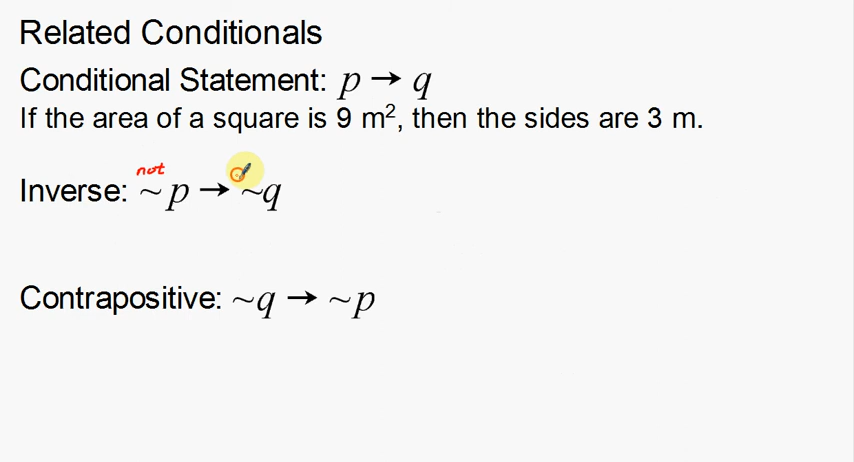 Related Conditionals
Conditional Statement: p → q
If the area of a square is 9 m², then the sides are 3 m.
not
Inverse: ~p → ~q
Contrapositive: ~q → ~p